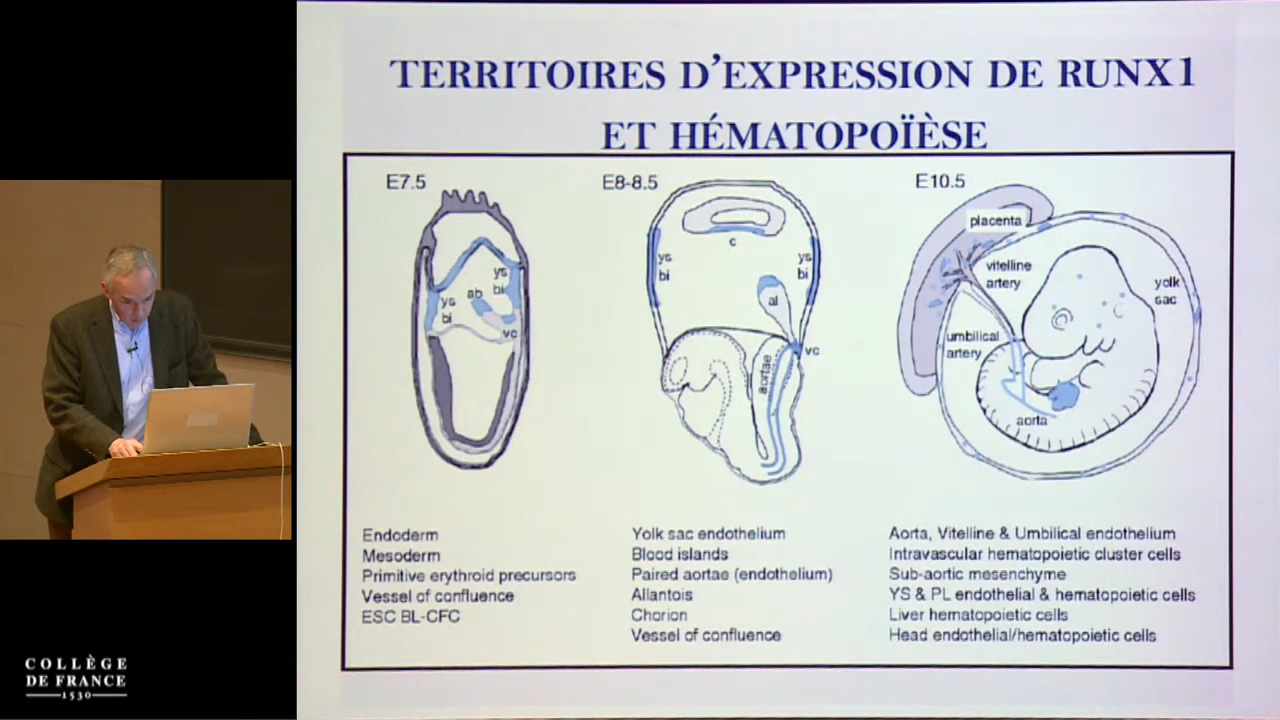 TERRITOIRES D'EXPRESSION DE RUNX1
ET HÉMATOPOÏÈSE
E7.5
E8-8.5
E10.5
ys
bi
ab
ys
bi
vc
c
ys
bi
ys
bi
al
aortae
vc
placenta
vitelline
artery
yolk
sac
umbilical
artery
aorta
Endoderm
Mesoderm
Primitive erythroid precursors
Vessel of confluence
ESC BL-CFC
Yolk sac endothelium
Blood islands
Paired aortae (endothelium)
Allantois
Chorion
Vessel of confluence
Aorta, Vitelline & Umbilical endothelium
Intravascular hematopoietic cluster cells
Sub-aortic mesenchyme
YS & PL endothelial & hematopoietic cells
Liver hematopoietic cells
Head endothelial/hematopoietic cells
COLLÈGE
DE FRANCE
1530